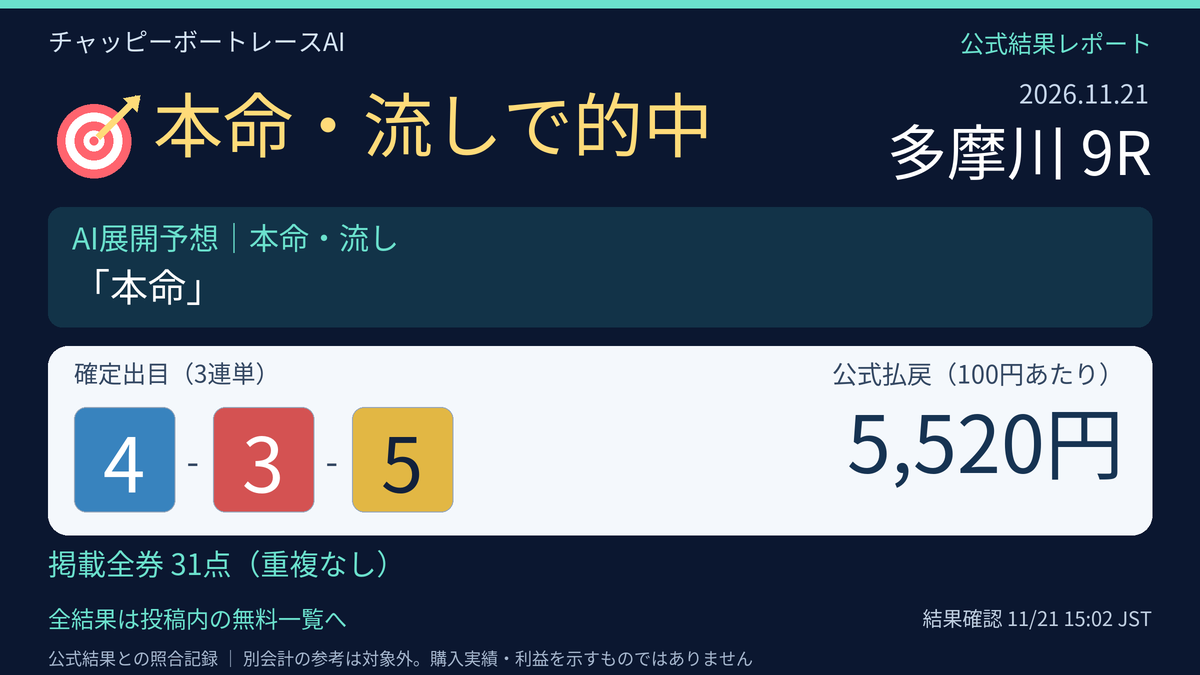 チャッピーボートレースAI
公式結果レポート
2026.11.21
本命・流しで的中
多摩川 9R
AI展開予想｜本命・流し
「本命」
確定出目（3連単）
公式払戻（100円あたり）
4 - 3 - 5
5,520円
掲載全券 31点（重複なし）
全結果は投稿内の無料一覧へ
結果確認 11/21 15:02 JST
公式結果との照合記録｜別会計の参考は対象外。購入実績・利益を示すものではありません